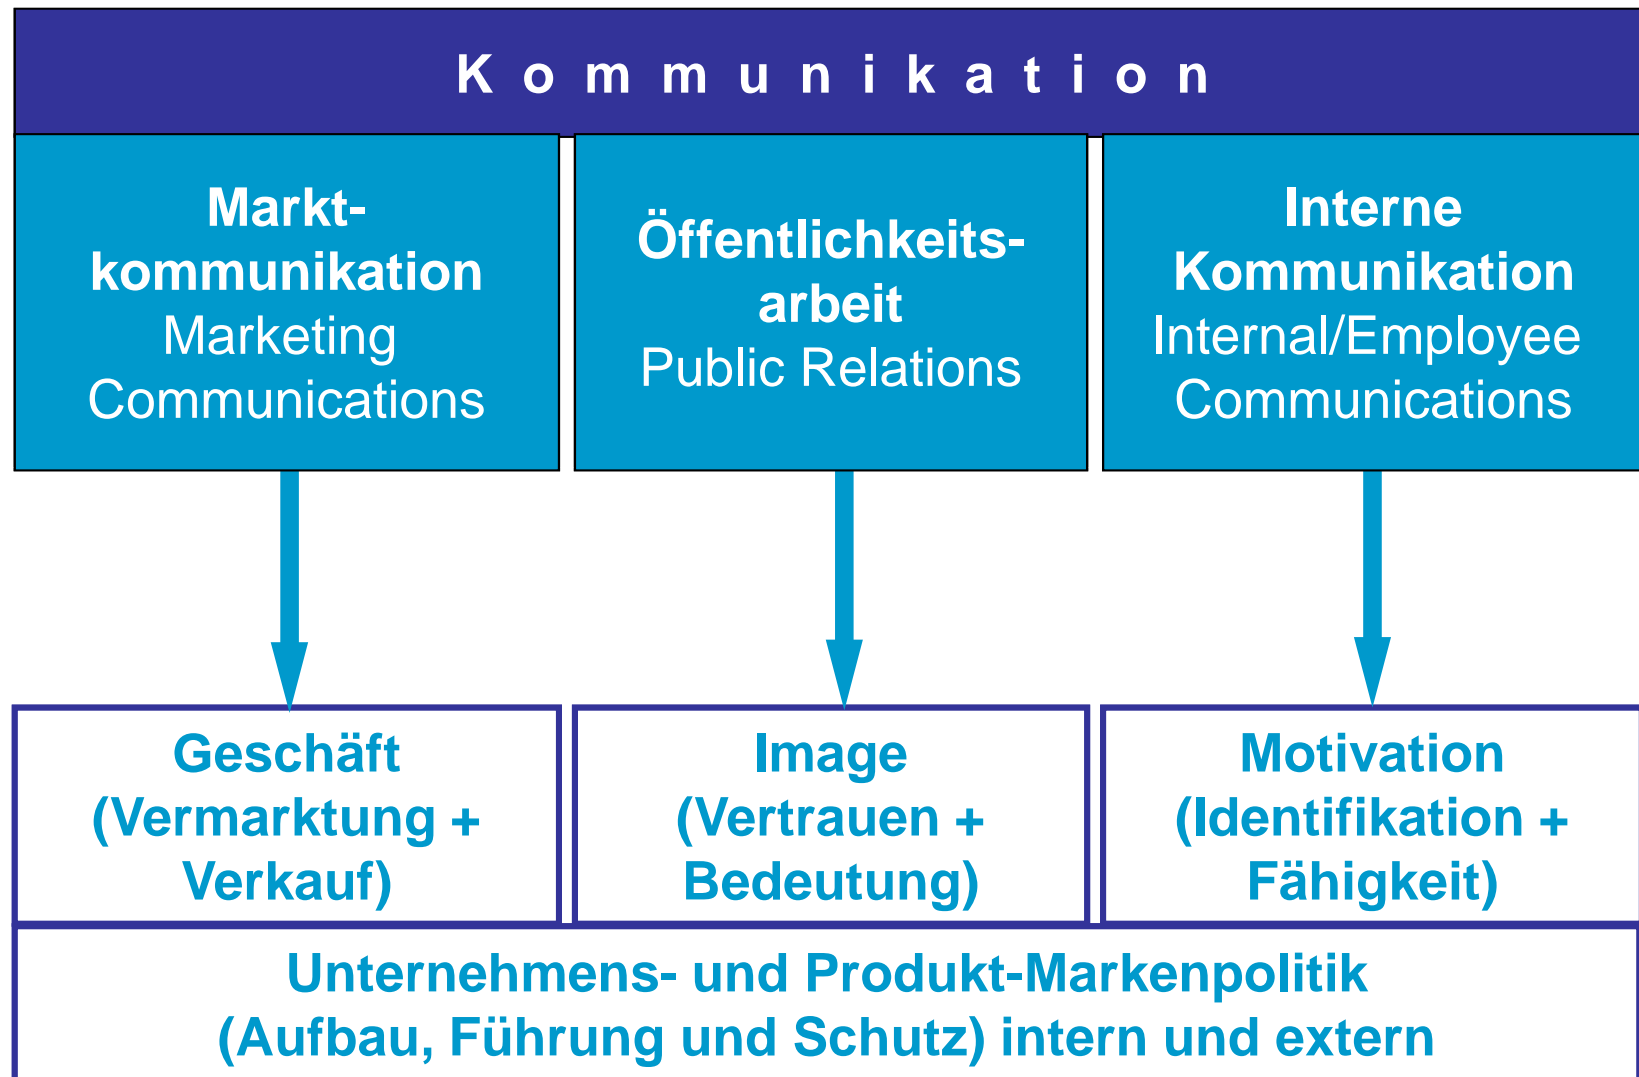 Kommunikation
Markt-
kommunikation
Marketing
Communications
Öffentlichkeits-
arbeit
Public Relations
Interne
Kommunikation
Internal/Employee
Communications
Geschäft
(Vermarktung +
Verkauf)
Image
(Vertrauen +
Bedeutung)
Motivation
(Identifikation +
Fähigkeit)
Unternehmens- und Produkt-Markenpolitik
(Aufbau, Führung und Schutz) intern und extern